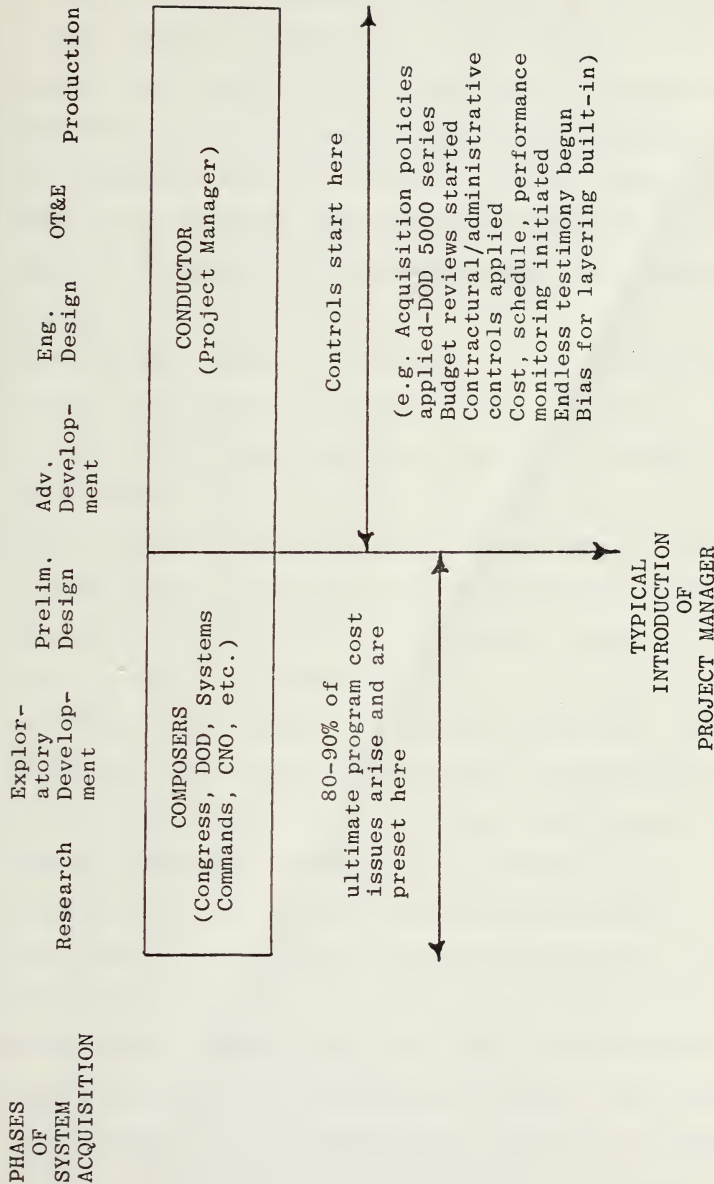 PHASES
OF
SYSTEM
ACQUISITION
Research
Explor-
atory
Develop-
ment
Prelim.
Design
Adv.
Develop-
ment
Eng.
Design
OT&E
Production
COMPOSERS
(Congress, DOD, Systems
Commands, CNO, etc.)
CONDUCTOR
(Project Manager)
80-90% of
ultimate program cost
issues arise and are
preset here
Controls start here
(e.g. Acquisition policies
applied-DOD 5000 series
Budget reviews started
Contractural/administrative
controls applied
Cost, schedule, performance
monitoring initiated
Endless testimony begun
Bias for layering built-in)
TYPICAL
INTRODUCTION
OF
PROJECT MANAGER